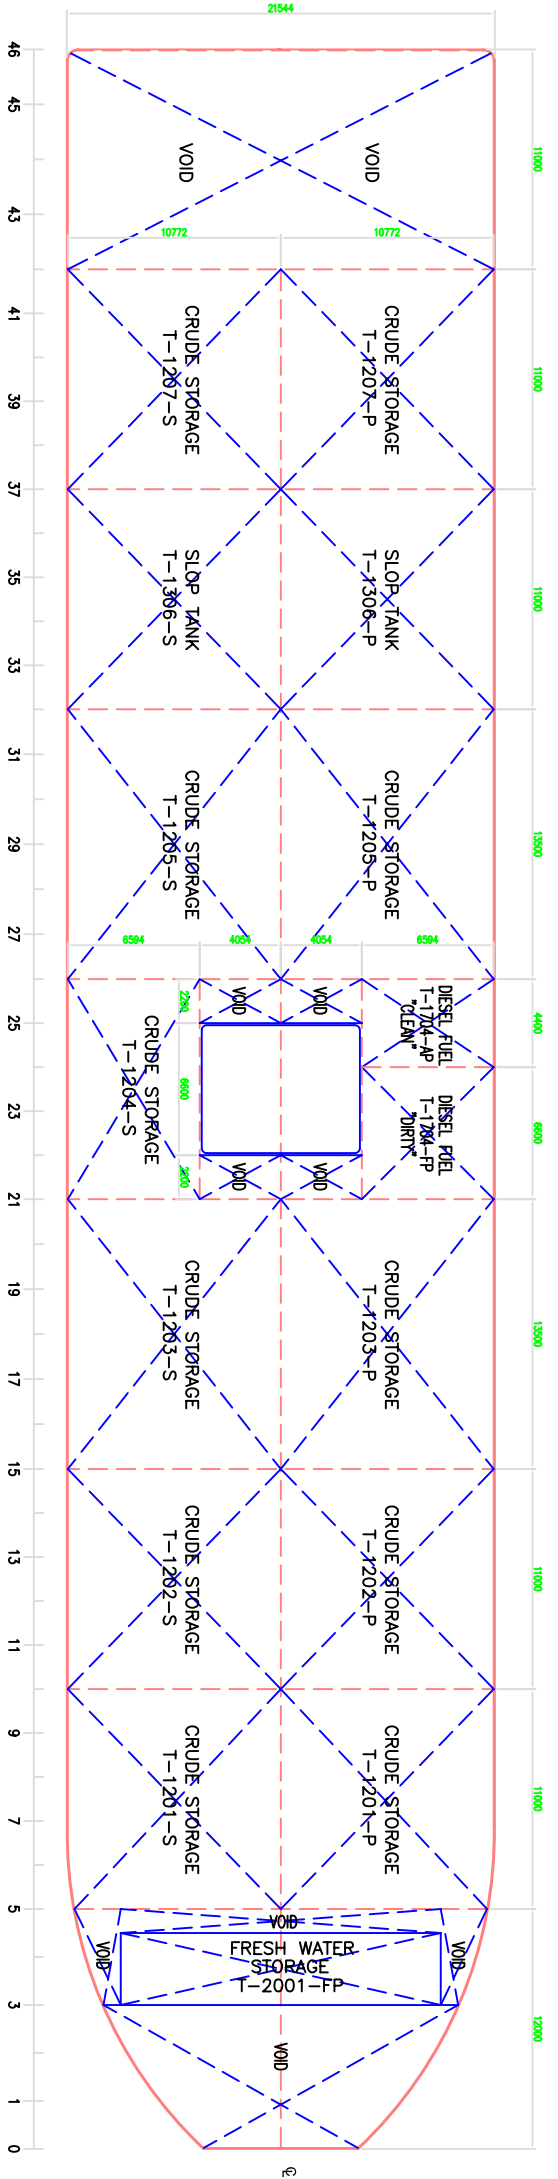 21544
46
45
43
41
39
37
35
33
31
29
27
25
23
21
19
17
15
13
11
9
7
5
3
1
0
11000
11000
11000
13500
4400
6600
13500
11000
11000
12000
VOID
VOID
10772
10772
CRUDE STORAGE
T-1207-P
CRUDE STORAGE
T-1207-S
SLOP TANK
T-1306-P
SLOP TANK
T-1306-S
CRUDE STORAGE
T-1205-P
CRUDE STORAGE
T-1205-S
6594
4054
4054
6594
DIESEL FUEL
T-1704-AP
"CLEAN"
DIESEL FUEL
T-1704-FP
"DIRTY"
VOID
VOID
2200
6600
2200
CRUDE STORAGE
T-1204-S
VOID
VOID
CRUDE STORAGE
T-1203-P
CRUDE STORAGE
T-1203-S
CRUDE STORAGE
T-1202-P
CRUDE STORAGE
T-1202-S
CRUDE STORAGE
T-1201-P
CRUDE STORAGE
T-1201-S
VOID
VOID
VOID
FRESH WATER
STORAGE
T-2001-FP
VOID
℄